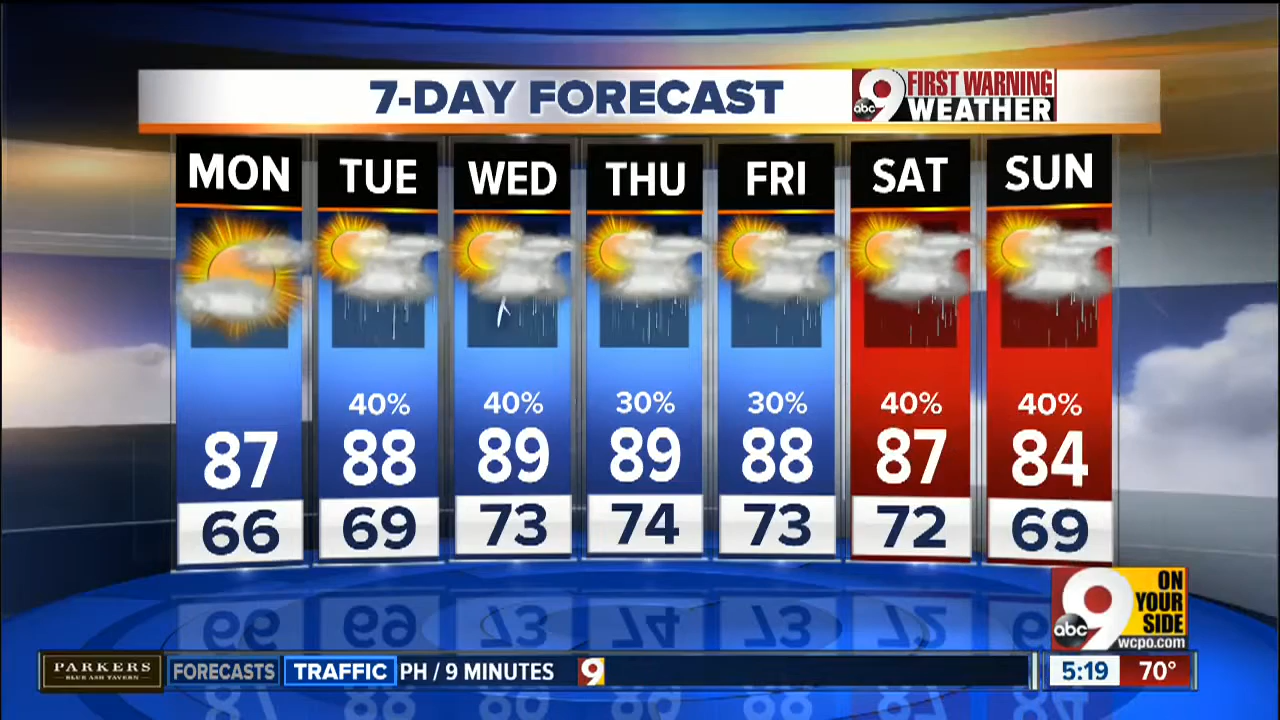 7-DAY FORECAST
abc 9 FIRST WARNING
WEATHER
MON TUE WED THU FRI SAT SUN
40% 40% 30% 30% 40% 40%
87 88 89 89 88 87 84
66 69 73 74 73 72 69
abc 9 ON
YOUR
SIDE
wcpo.com
PARKERS
BLUE ASH TAVERN
FORECASTS TRAFFIC PH / 9 MINUTES 9 5:19 70°